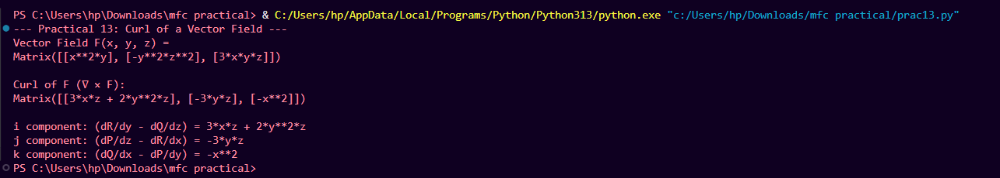 PS C:\Users\hp\Downloads\mfc practical> & C:/Users/hp/AppData/Local/Programs/Python/Python313/python.exe "c:/Users/hp/Downloads/mfc practical/prac13.py"
--- Practical 13: Curl of a Vector Field ---
Vector Field F(x, y, z) =
Matrix([[x**2*y], [-y**2*z**2], [3*x*y*z]])
Curl of F (∇ × F):
Matrix([[3*x*z + 2*y**2*z], [-3*y*z], [-x**2]])
i component: (dR/dy - dQ/dz) = 3*x*z + 2*y**2*z
j component: (dP/dz - dR/dx) = -3*y*z
k component: (dQ/dx - dP/dy) = -x**2
PS C:\Users\hp\Downloads\mfc practical>